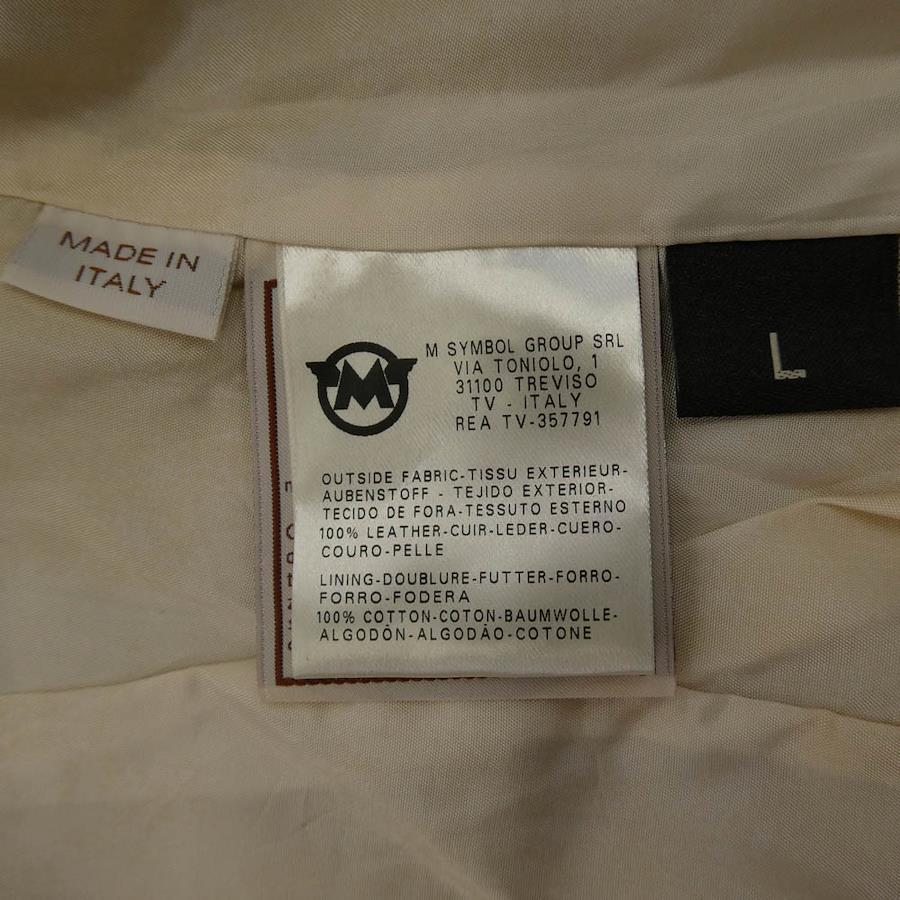 MADE IN
ITALY
M
M SYMBOL GROUP SRL
VIA TONIOLO, 1
31100 TREVISO
TV - ITALY
REA TV-357791
OUTSIDE FABRIC-TISSU EXTERIEUR-
AUBENSTOFF - TEJIDO EXTERIOR-
TECIDO DE FORA-TESSUTO ESTERNO
100% LEATHER-CUIR-LEDER-CUERO-
COURO-PELLE
LINING-DOUBLURE-FUTTER-FORRO-
FORRO-FODERA
100% COTTON-COTON-BAUMWOLLE-
ALGODÒN-ALGODÃO-COTONE
L